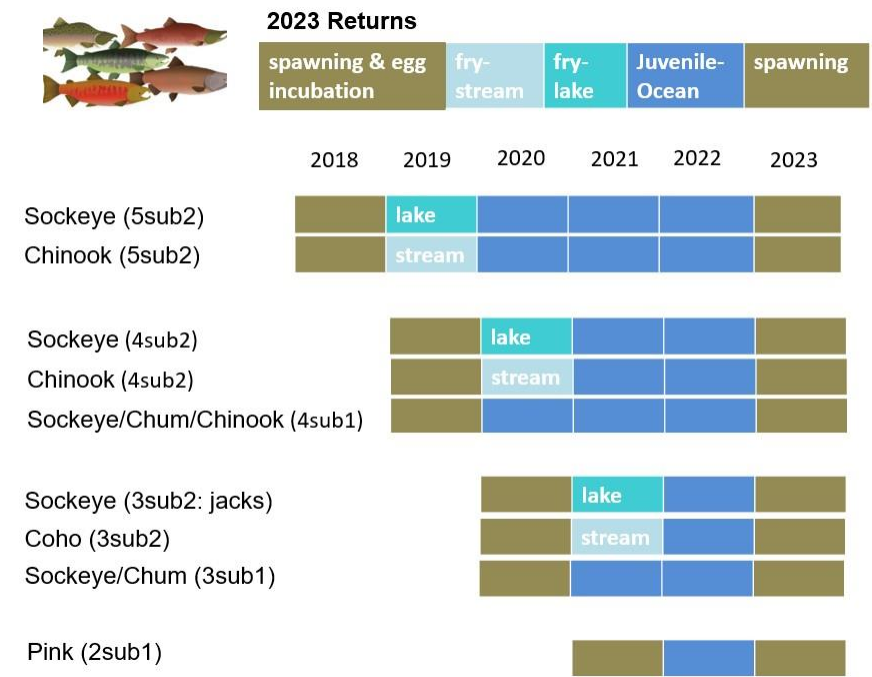 2023 Returns
spawning & egg
incubation
fry-
stream
fry-
lake
Juvenile-
Ocean
spawning
2018 2019 2020 2021 2022 2023
Sockeye (5sub2) lake
Chinook (5sub2) stream
Sockeye (4sub2) lake
Chinook (4sub2) stream
Sockeye/Chum/Chinook (4sub1)
Sockeye (3sub2: jacks) lake
Coho (3sub2) stream
Sockeye/Chum (3sub1)
Pink (2sub1)